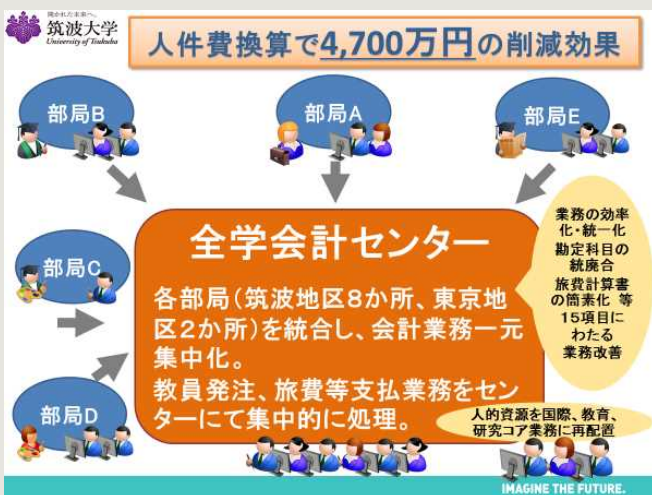 開かれた未来へ。
筑波大学
University of Tsukuba
人件費換算で4,700万円の削減効果
部局B
部局A
部局E
部局C
部局D
全学会計センター
各部局(筑波地区8か所、東京地
区2か所)を統合し、会計業務一元
集中化。
教員発注、旅費等支払業務をセン
ターにて集中的に処理。
業務の効率
化・統一化
勘定科目の
統廃合
旅費計算書
の簡素化 等
15項目に
わたる
業務改善
人的資源を国際、教育、
研究コア業務に再配置
IMAGINE THE FUTURE.